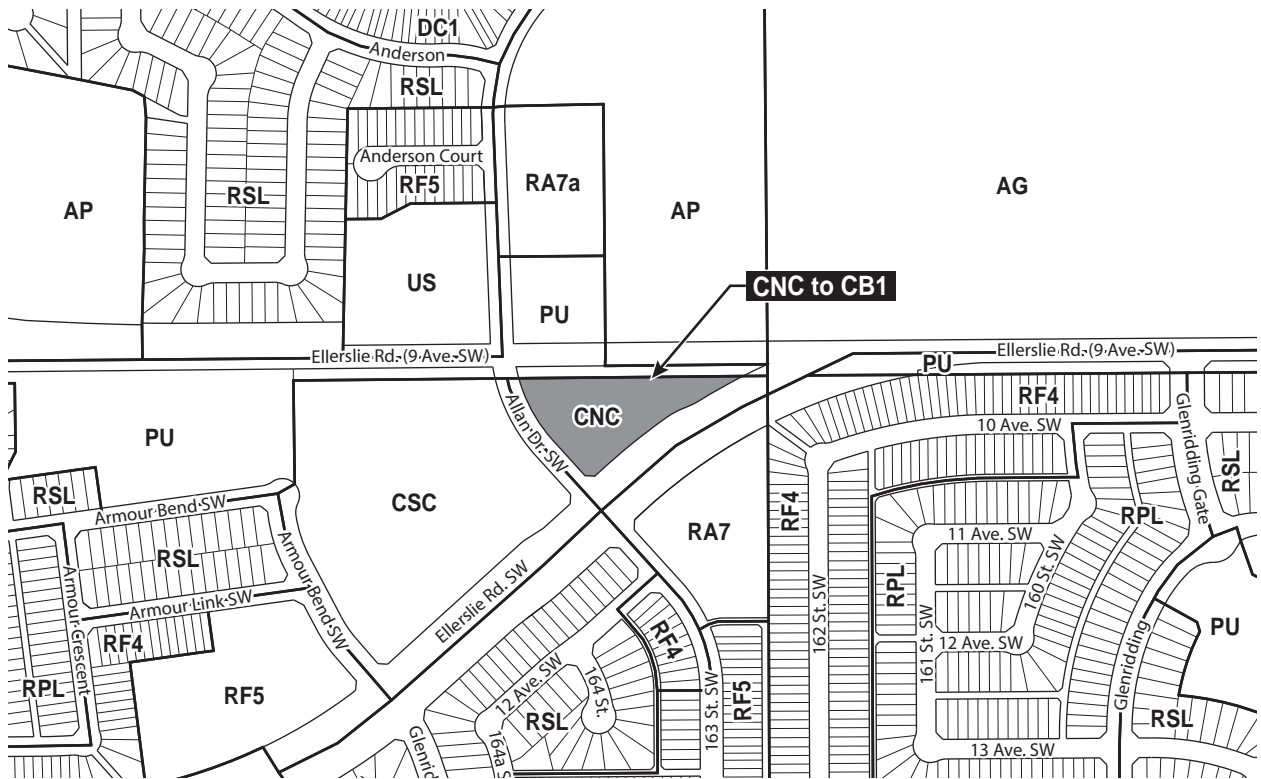 DC1
Anderson
RSL
Anderson Court
RF5
RA7a
AP
AG
AP
RSL
US
PU
CNC to CB1
Ellerslie Rd. (9 Ave. SW)
Ellerslie Rd. (9 Ave. SW)
PU
RF4
CNC
Allan Dr. SW
PU
10 Ave. SW
Glenridding Gate
RSL
RSL
Armour Bend SW
CSC
RA7
RF4
RPL
11 Ave. SW
RSL
Armour Bend SW
Ellerslie Rd. SW
162 St. SW
RPL
161 St. SW
160 St. SW
Armour Crescent
Armour Link SW
RF4
RF4
12 Ave. SW
PU
RPL
RF5
12 Ave. SW
164 St.
RSL
163 St. SW
RF5
Glenridding
RSL
Glenrid
164a S
13 Ave. SW